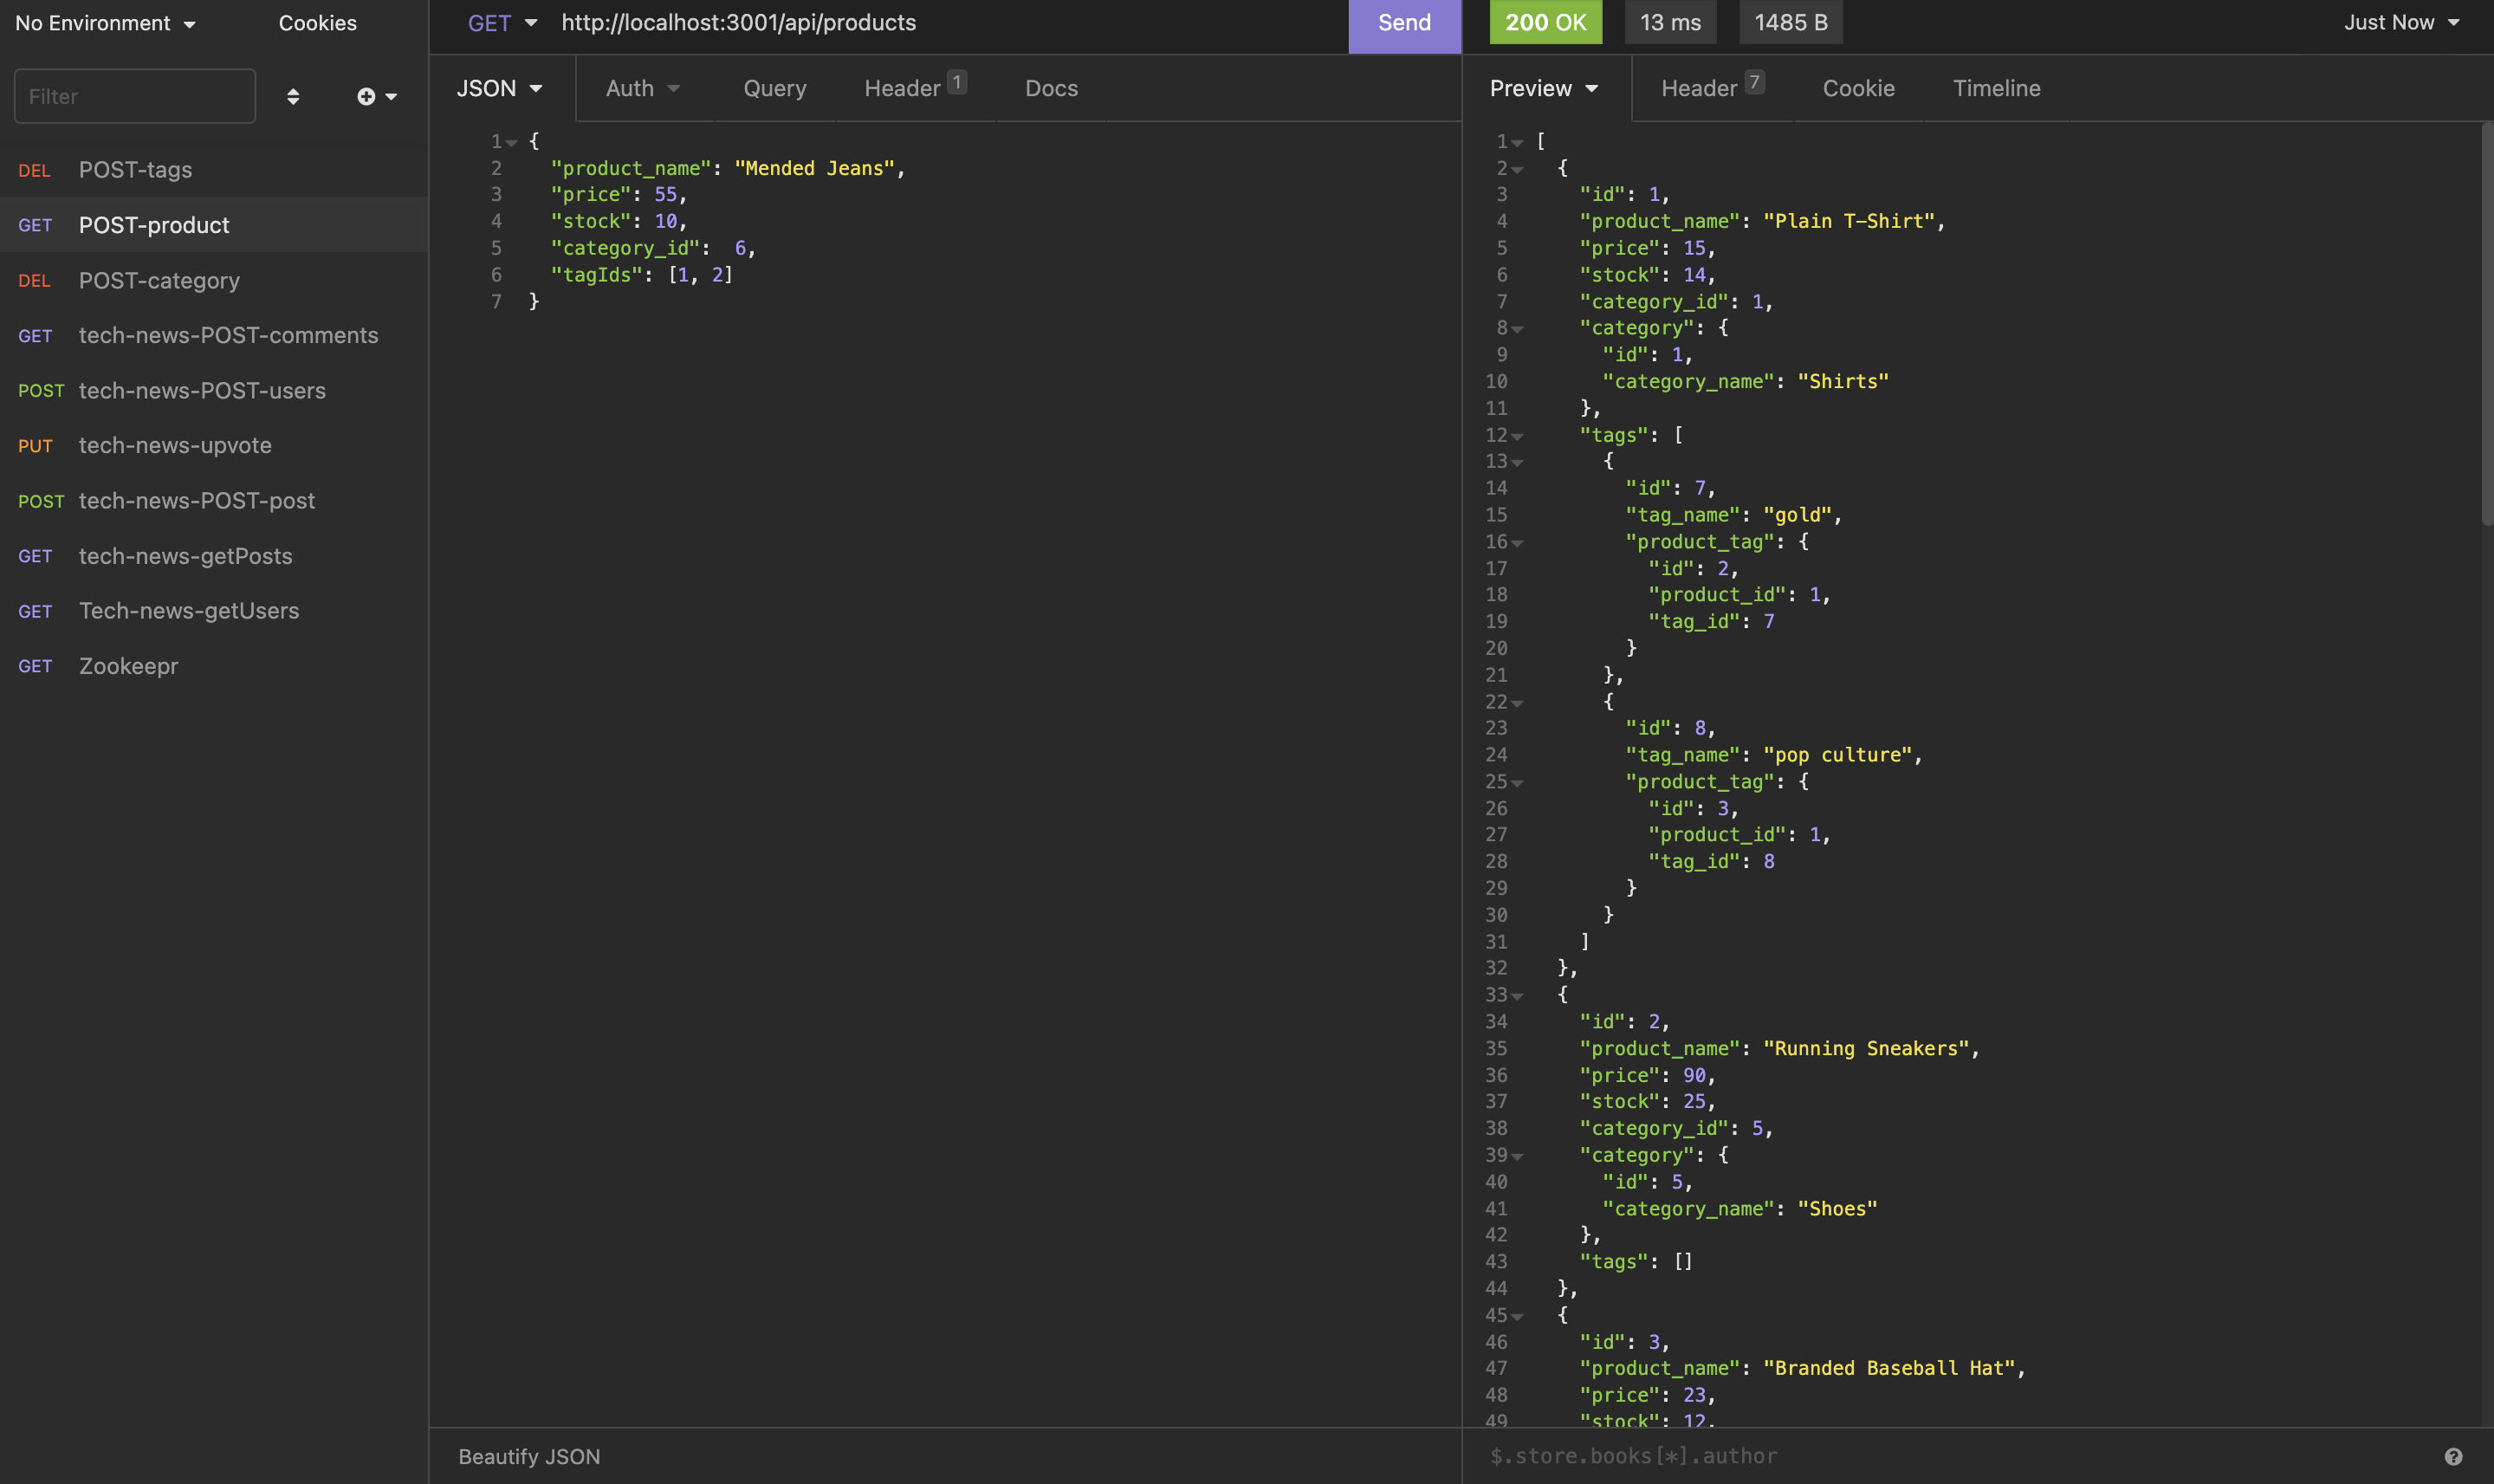 No Environment
Cookies
Filter
DEL POST-tags
GET POST-product
DEL POST-category
GET tech-news-POST-comments
POST tech-news-POST-users
PUT tech-news-upvote
POST tech-news-POST-post
GET tech-news-getPosts
GET Tech-news-getUsers
GET Zookeepr
GET http://localhost:3001/api/products
Send
JSON Auth Query Header 1 Docs
1 {
2 "product_name": "Mended Jeans",
3 "price": 55,
4 "stock": 10,
5 "category_id":  6,
6 "tagIds": [1, 2]
7 }
Beautify JSON
200 OK 13 ms 1485 B Just Now
Preview Header 7 Cookie Timeline
1 [
2 {
3 "id": 1,
4 "product_name": "Plain T-Shirt",
5 "price": 15,
6 "stock": 14,
7 "category_id": 1,
8 "category": {
9 "id": 1,
10 "category_name": "Shirts"
11 },
12 "tags": [
13 {
14 "id": 7,
15 "tag_name": "gold",
16 "product_tag": {
17 "id": 2,
18 "product_id": 1,
19 "tag_id": 7
20 }
21 },
22 {
23 "id": 8,
24 "tag_name": "pop culture",
25 "product_tag": {
26 "id": 3,
27 "product_id": 1,
28 "tag_id": 8
29 }
30 }
31 ]
32 },
33 {
34 "id": 2,
35 "product_name": "Running Sneakers",
36 "price": 90,
37 "stock": 25,
38 "category_id": 5,
39 "category": {
40 "id": 5,
41 "category_name": "Shoes"
42 },
43 "tags": []
44 },
45 {
46 "id": 3,
47 "product_name": "Branded Baseball Hat",
48 "price": 23,
49 "stock": 12,
$.store.books[*].author